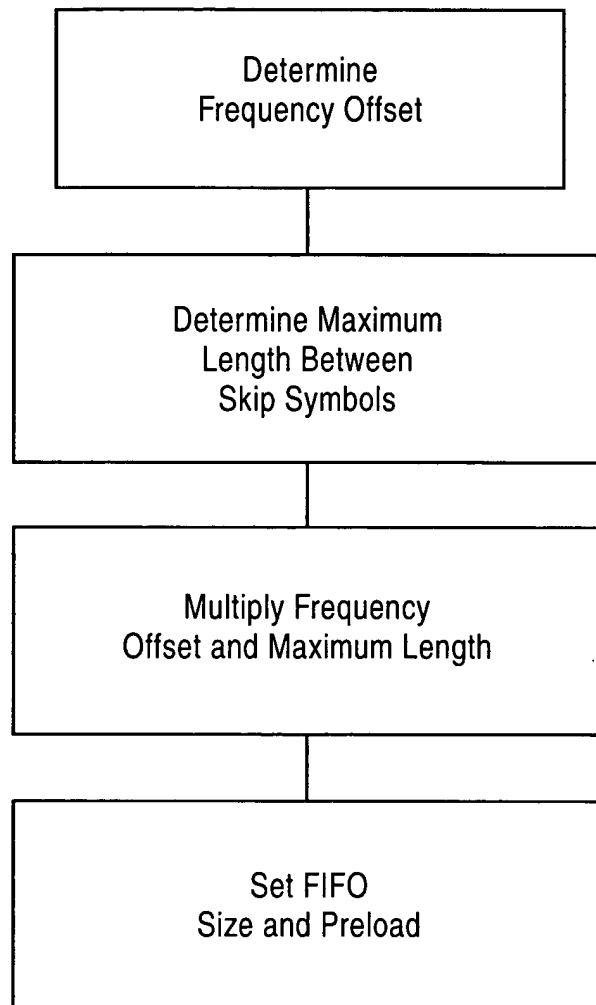 Determine
Frequency Offset
Determine Maximum
Length Between
Skip Symbols
Multiply Frequency
Offset and Maximum Length
Set FIFO
Size and Preload